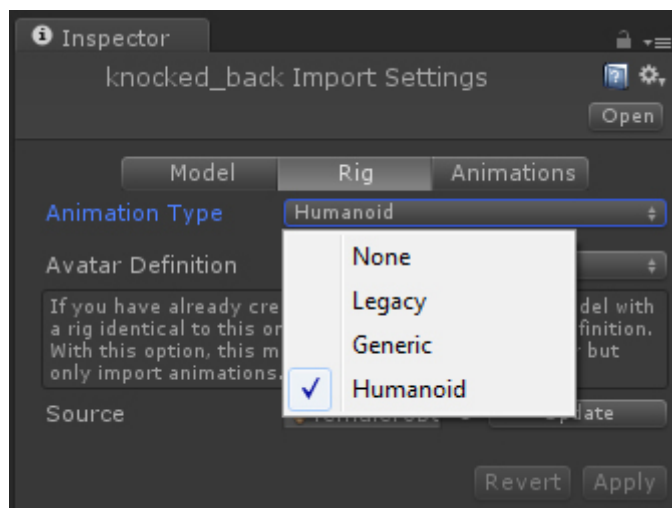 Inspector
knocked_back Import Settings
Open
Model Rig Animations
Animation Type Humanoid
None
Avatar Definition
Legacy
If you have already cre del with
a rig identical to this or finition.
Generic
With this option, this m but
only import animations.
Humanoid
Source Update
Revert Apply